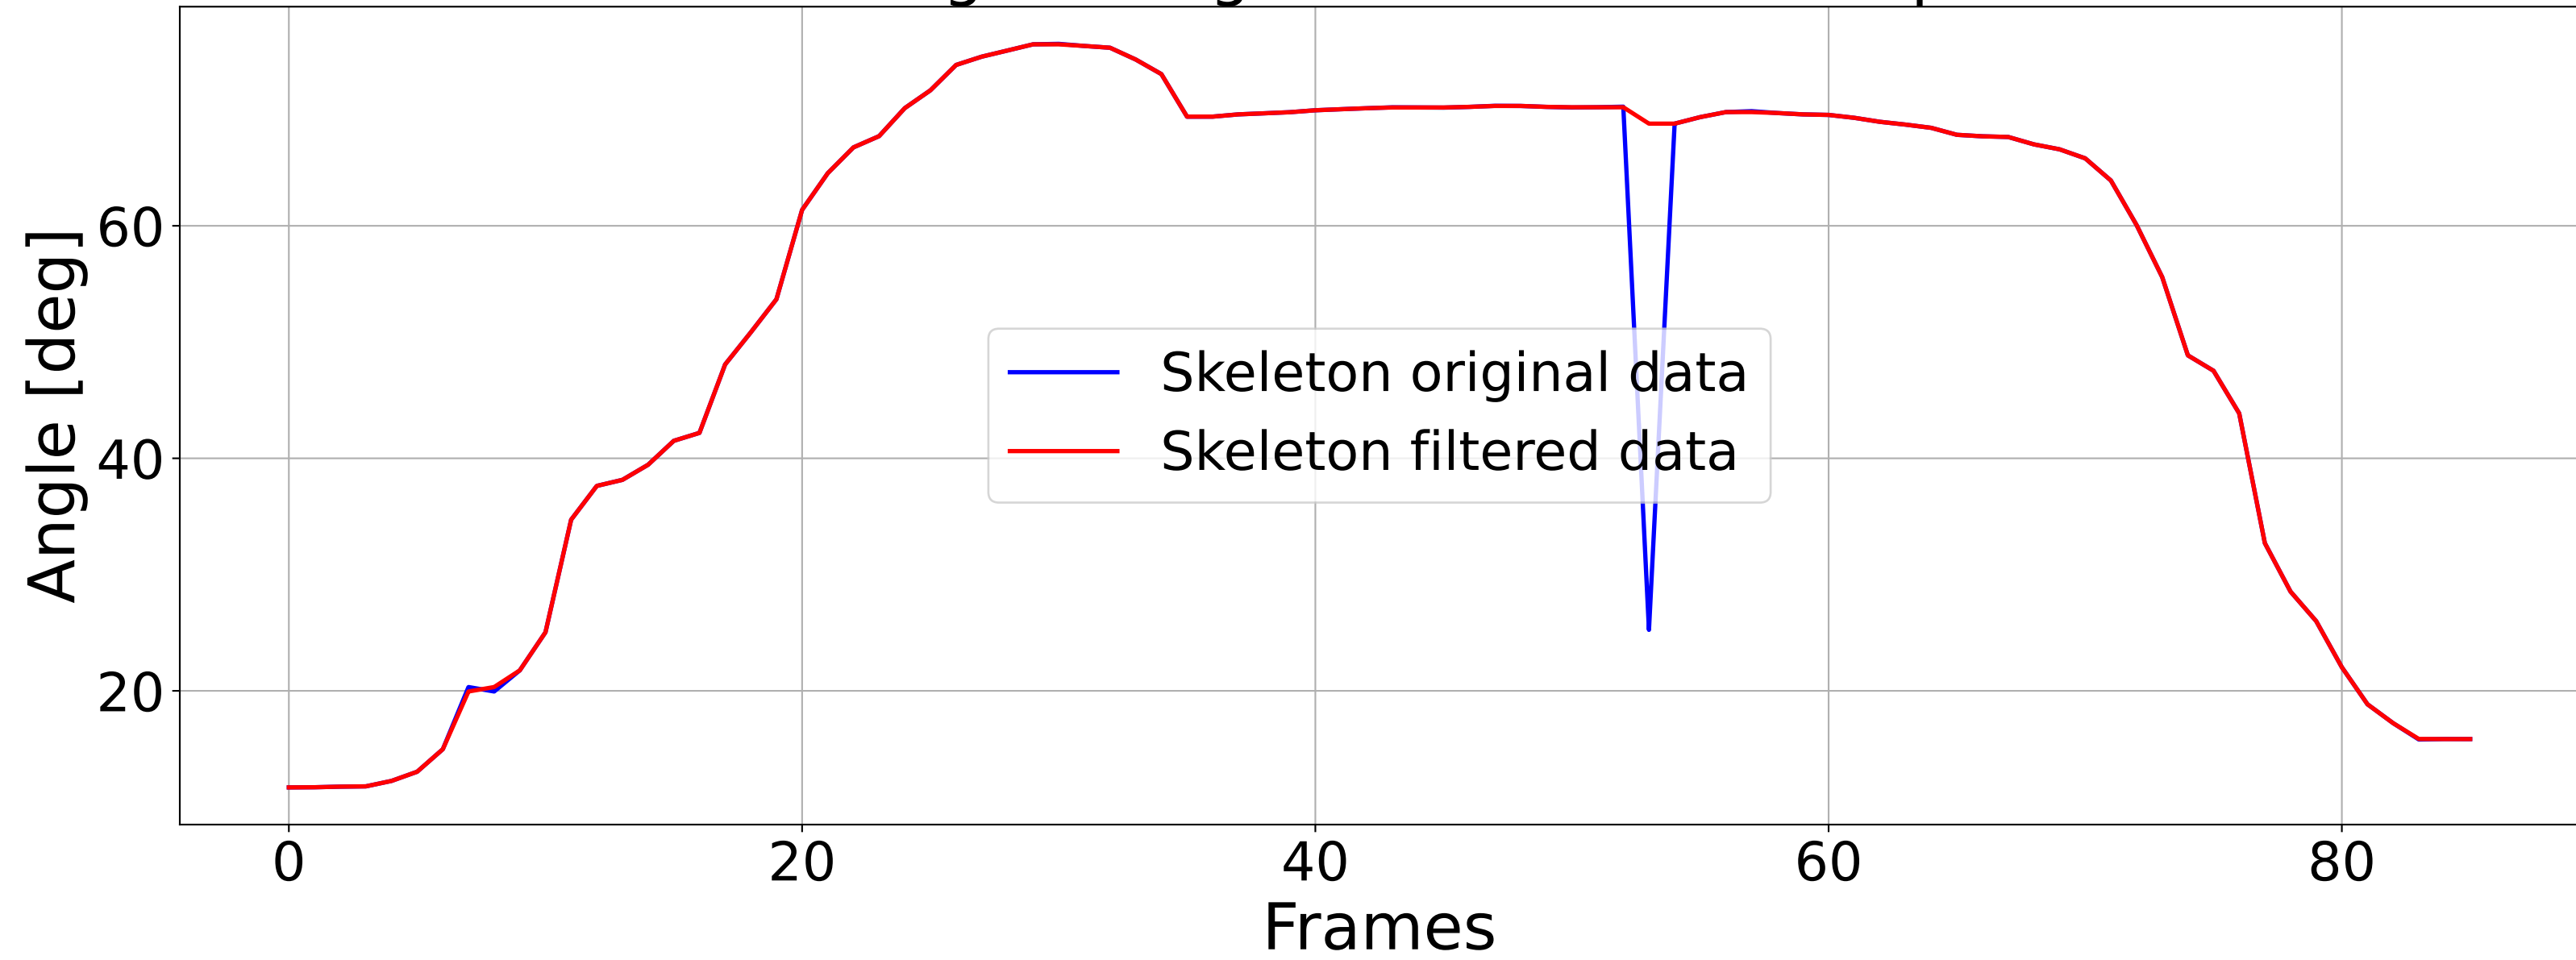 Angle [deg]
60
40
20
Skeleton original data
Skeleton filtered data
0 20 40 60 80
Frames